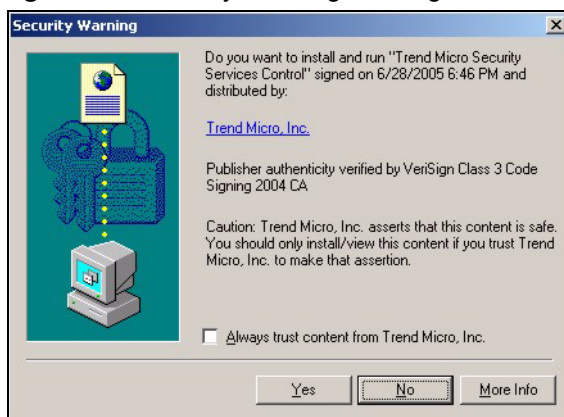 Security Warning
Do you want to install and run "Trend Micro Security
Services Control" signed on 6/28/2005 6:46 PM and
distributed by:
Trend Micro, Inc.
Publisher authenticity verified by VeriSign Class 3 Code
Signing 2004 CA
Caution: Trend Micro, Inc. asserts that this content is safe.
You should only install/view this content if you trust Trend
Micro, Inc. to make that assertion.
Always trust content from Trend Micro, Inc.
Yes No More Info